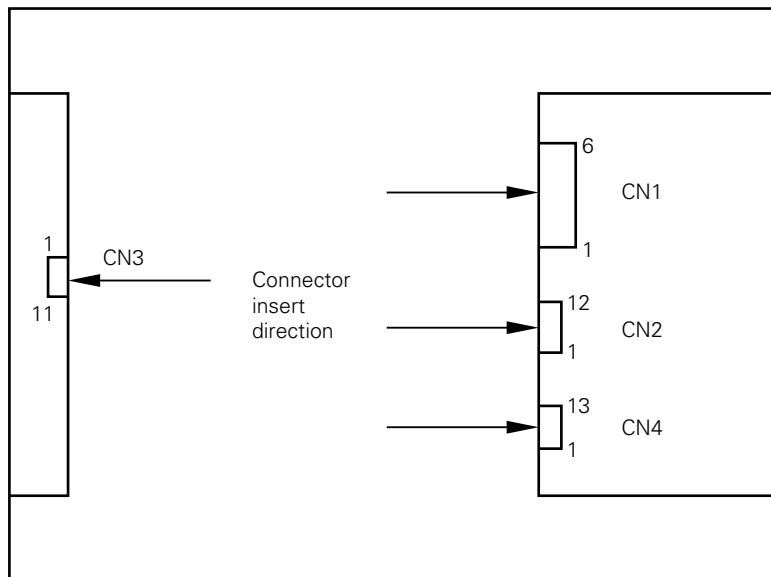 6
CN1
1
1
CN3
11
Connector
insert
direction
12
CN2
1
13
CN4
1